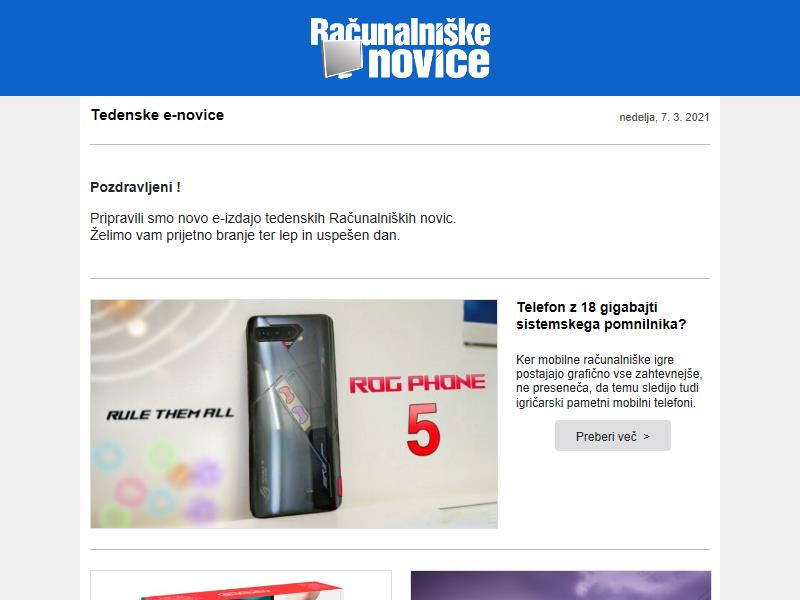 Računalniške
novice
Tedenske e-novice
nedelja, 7. 3. 2021
Pozdravljeni !
Pripravili smo novo e-izdajo tedenskih Računalniških novic.
Želimo vam prijetno branje ter lep in uspešen dan.
RULE THEM ALL
ROG PHONE
5
Telefon z 18 gigabajti
sistemskega pomnilnika?
Ker mobilne računalniške igre
postajajo grafično vse zahtevnejše,
ne preseneča, da temu sledijo tudi
igričarski pametni mobilni telefoni.
Preberi več >